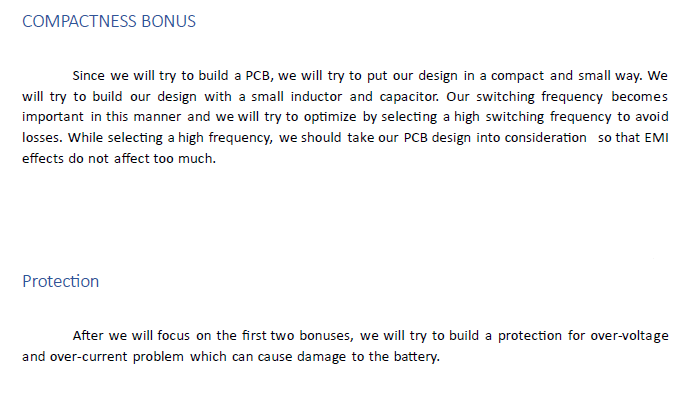 COMPACTNESS BONUS
Since we will try to build a PCB, we will try to put our design in a compact and small way. We
will try to build our design with a small inductor and capacitor. Our switching frequency becomes
important in this manner and we will try to optimize by selecting a high switching frequency to avoid
losses. While selecting a high frequency, we should take our PCB design into consideration so that EMI
effects do not affect too much.
Protection
After we will focus on the first two bonuses, we will try to build a protection for over-voltage
and over-current problem which can cause damage to the battery.